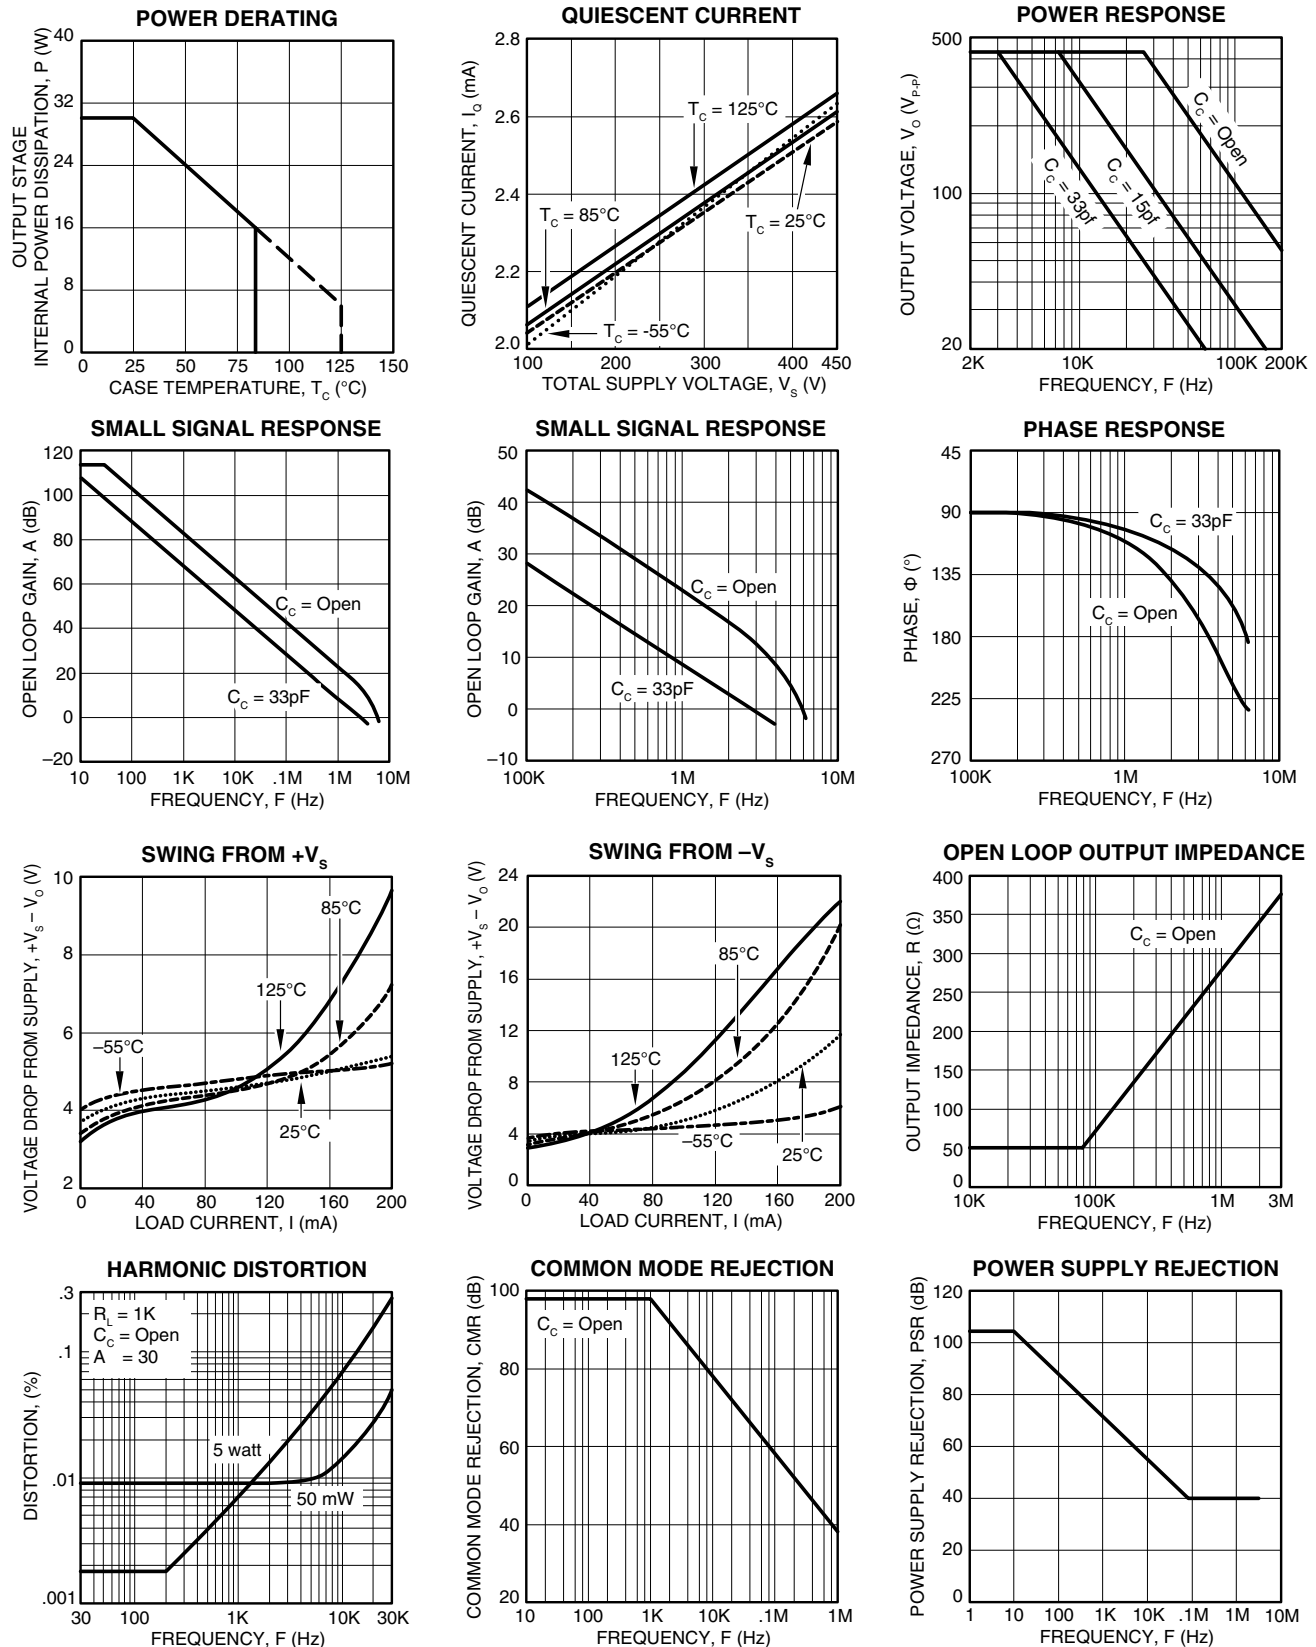 POWER DERATING
OUTPUT STAGE
INTERNAL POWER DISSIPATION, P (W)
40
32
24
16
8
0
0 25 50 75 100 125 150
CASE TEMPERATURE, T_C (°C)
QUIESCENT CURRENT
QUIESCENT CURRENT, I_Q (mA)
2.8
2.6
2.4
2.2
2.0
T_C = 125°C
T_C = 85°C
T_C = 25°C
T_C = -55°C
100 200 300 400 450
TOTAL SUPPLY VOLTAGE, V_S (V)
POWER RESPONSE
OUTPUT VOLTAGE, V_O (V_P-P)
500
100
20
C_C = Open
C_C = 15pf
C_C = 33pf
2K 10K 100K 200K
FREQUENCY, F (Hz)
SMALL SIGNAL RESPONSE
OPEN LOOP GAIN, A (dB)
120
100
80
60
40
20
0
–20
C_C = Open
C_C = 33pF
10 100 1K 10K .1M 1M 10M
FREQUENCY, F (Hz)
SMALL SIGNAL RESPONSE
OPEN LOOP GAIN, A (dB)
50
40
30
20
10
0
–10
C_C = Open
C_C = 33pF
100K 1M 10M
FREQUENCY, F (Hz)
PHASE RESPONSE
PHASE, Φ (°)
45
90
135
180
225
270
C_C = 33pF
C_C = Open
100K 1M 10M
FREQUENCY, F (Hz)
SWING FROM +V_S
VOLTAGE DROP FROM SUPPLY, +V_S – V_O (V)
10
8
6
4
2
85°C
125°C
–55°C
25°C
0 40 80 120 160 200
LOAD CURRENT, I (mA)
SWING FROM –V_S
VOLTAGE DROP FROM SUPPLY, +V_S – V_O (V)
24
20
16
12
8
4
0
85°C
125°C
–55°C
25°C
0 40 80 120 160 200
LOAD CURRENT, I (mA)
OPEN LOOP OUTPUT IMPEDANCE
OUTPUT IMPEDANCE, R (Ω)
400
350
300
250
200
150
100
50
0
C_C = Open
10K 100K 1M 3M
FREQUENCY, F (Hz)
HARMONIC DISTORTION
DISTORTION, (%)
.3
.1
.01
.001
R_L = 1K
C_C = Open
A = 30
5 watt
50 mW
30 100 1K 10K 30K
FREQUENCY, F (Hz)
COMMON MODE REJECTION
COMMON MODE REJECTION, CMR (dB)
100
80
60
40
20
C_C = Open
10 100 1K 10K .1M 1M
FREQUENCY, F (Hz)
POWER SUPPLY REJECTION
POWER SUPPLY REJECTION, PSR (dB)
120
100
80
60
40
20
0
1 10 100 1K 10K .1M 1M 10M
FREQUENCY, F (Hz)